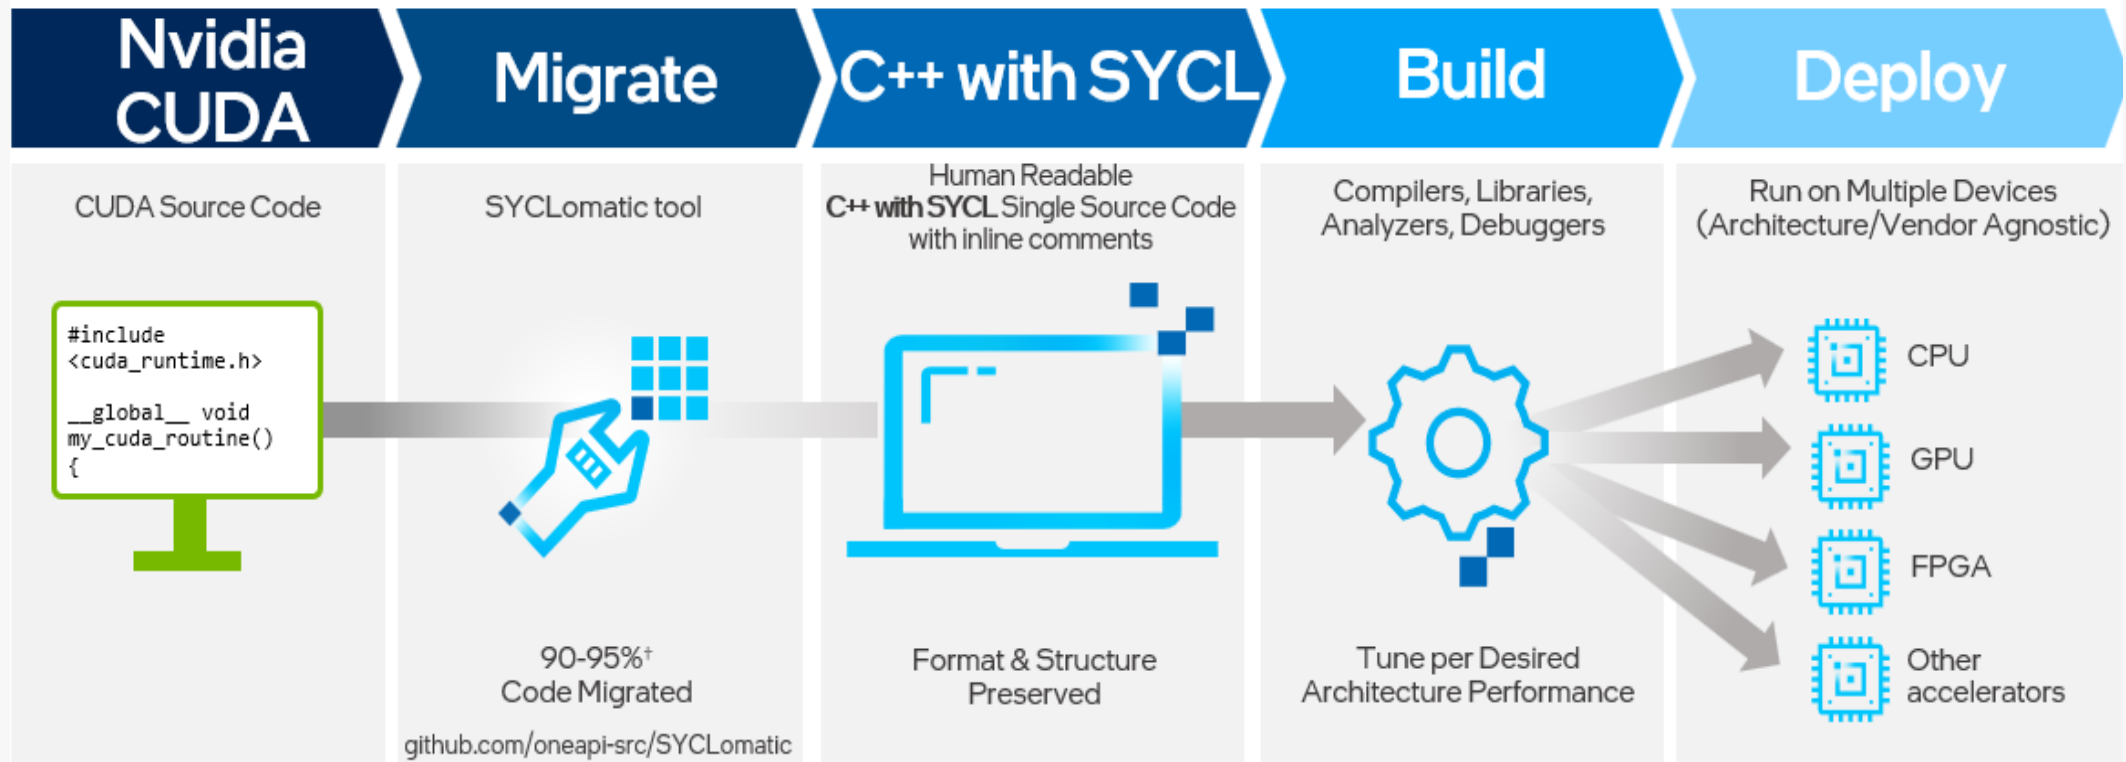 Nvidia
CUDA
Migrate
C++ with SYCL
Build
Deploy
CUDA Source Code
SYCLomatic tool
Human Readable
C++ with SYCL Single Source Code
with inline comments
Compilers, Libraries,
Analyzers, Debuggers
Run on Multiple Devices
(Architecture/Vendor Agnostic)
#include
<cuda_runtime.h>
__global__ void
my_cuda_routine()
{
CPU
GPU
FPGA
Other
accelerators
90-95%†
Code Migrated
github.com/oneapi-src/SYCLomatic
Format & Structure
Preserved
Tune per Desired
Architecture Performance